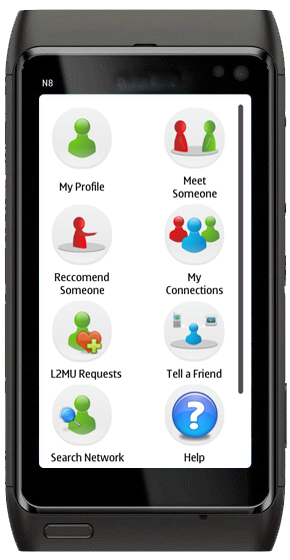 N8
My Profile
Meet
Someone
Reccomend
Someone
My
Connections
L2MU Requests
Tell a Friend
Search Network
Help